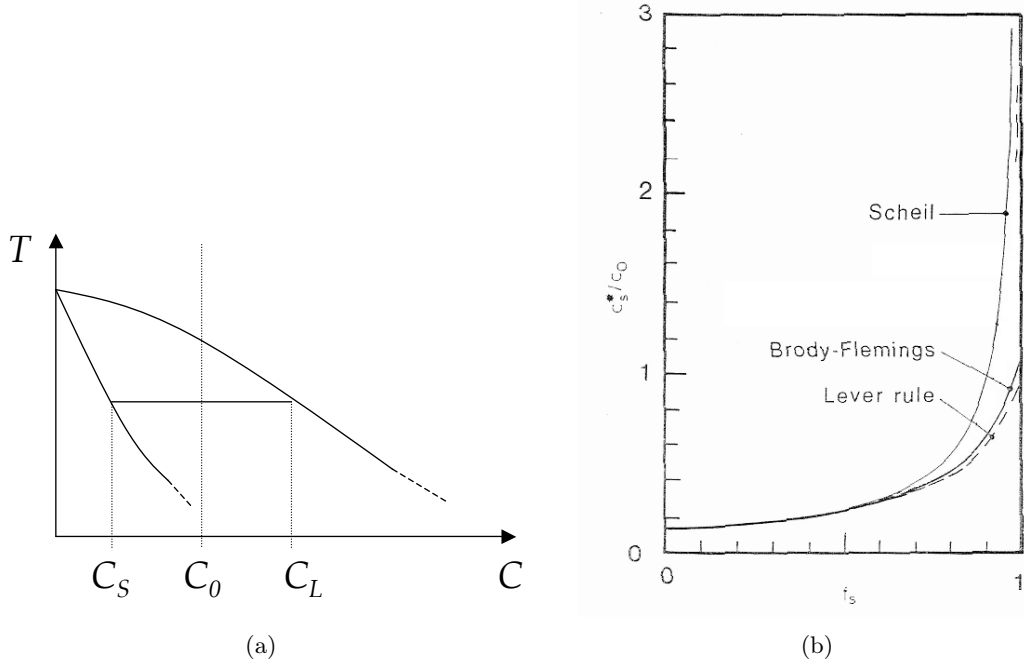 T
C_S
C_0
C_L
C
(a)
3
2
1
0
c_s*/c_0
Scheil
Brody-Flemings
Lever rule
0
1
f_s
(b)